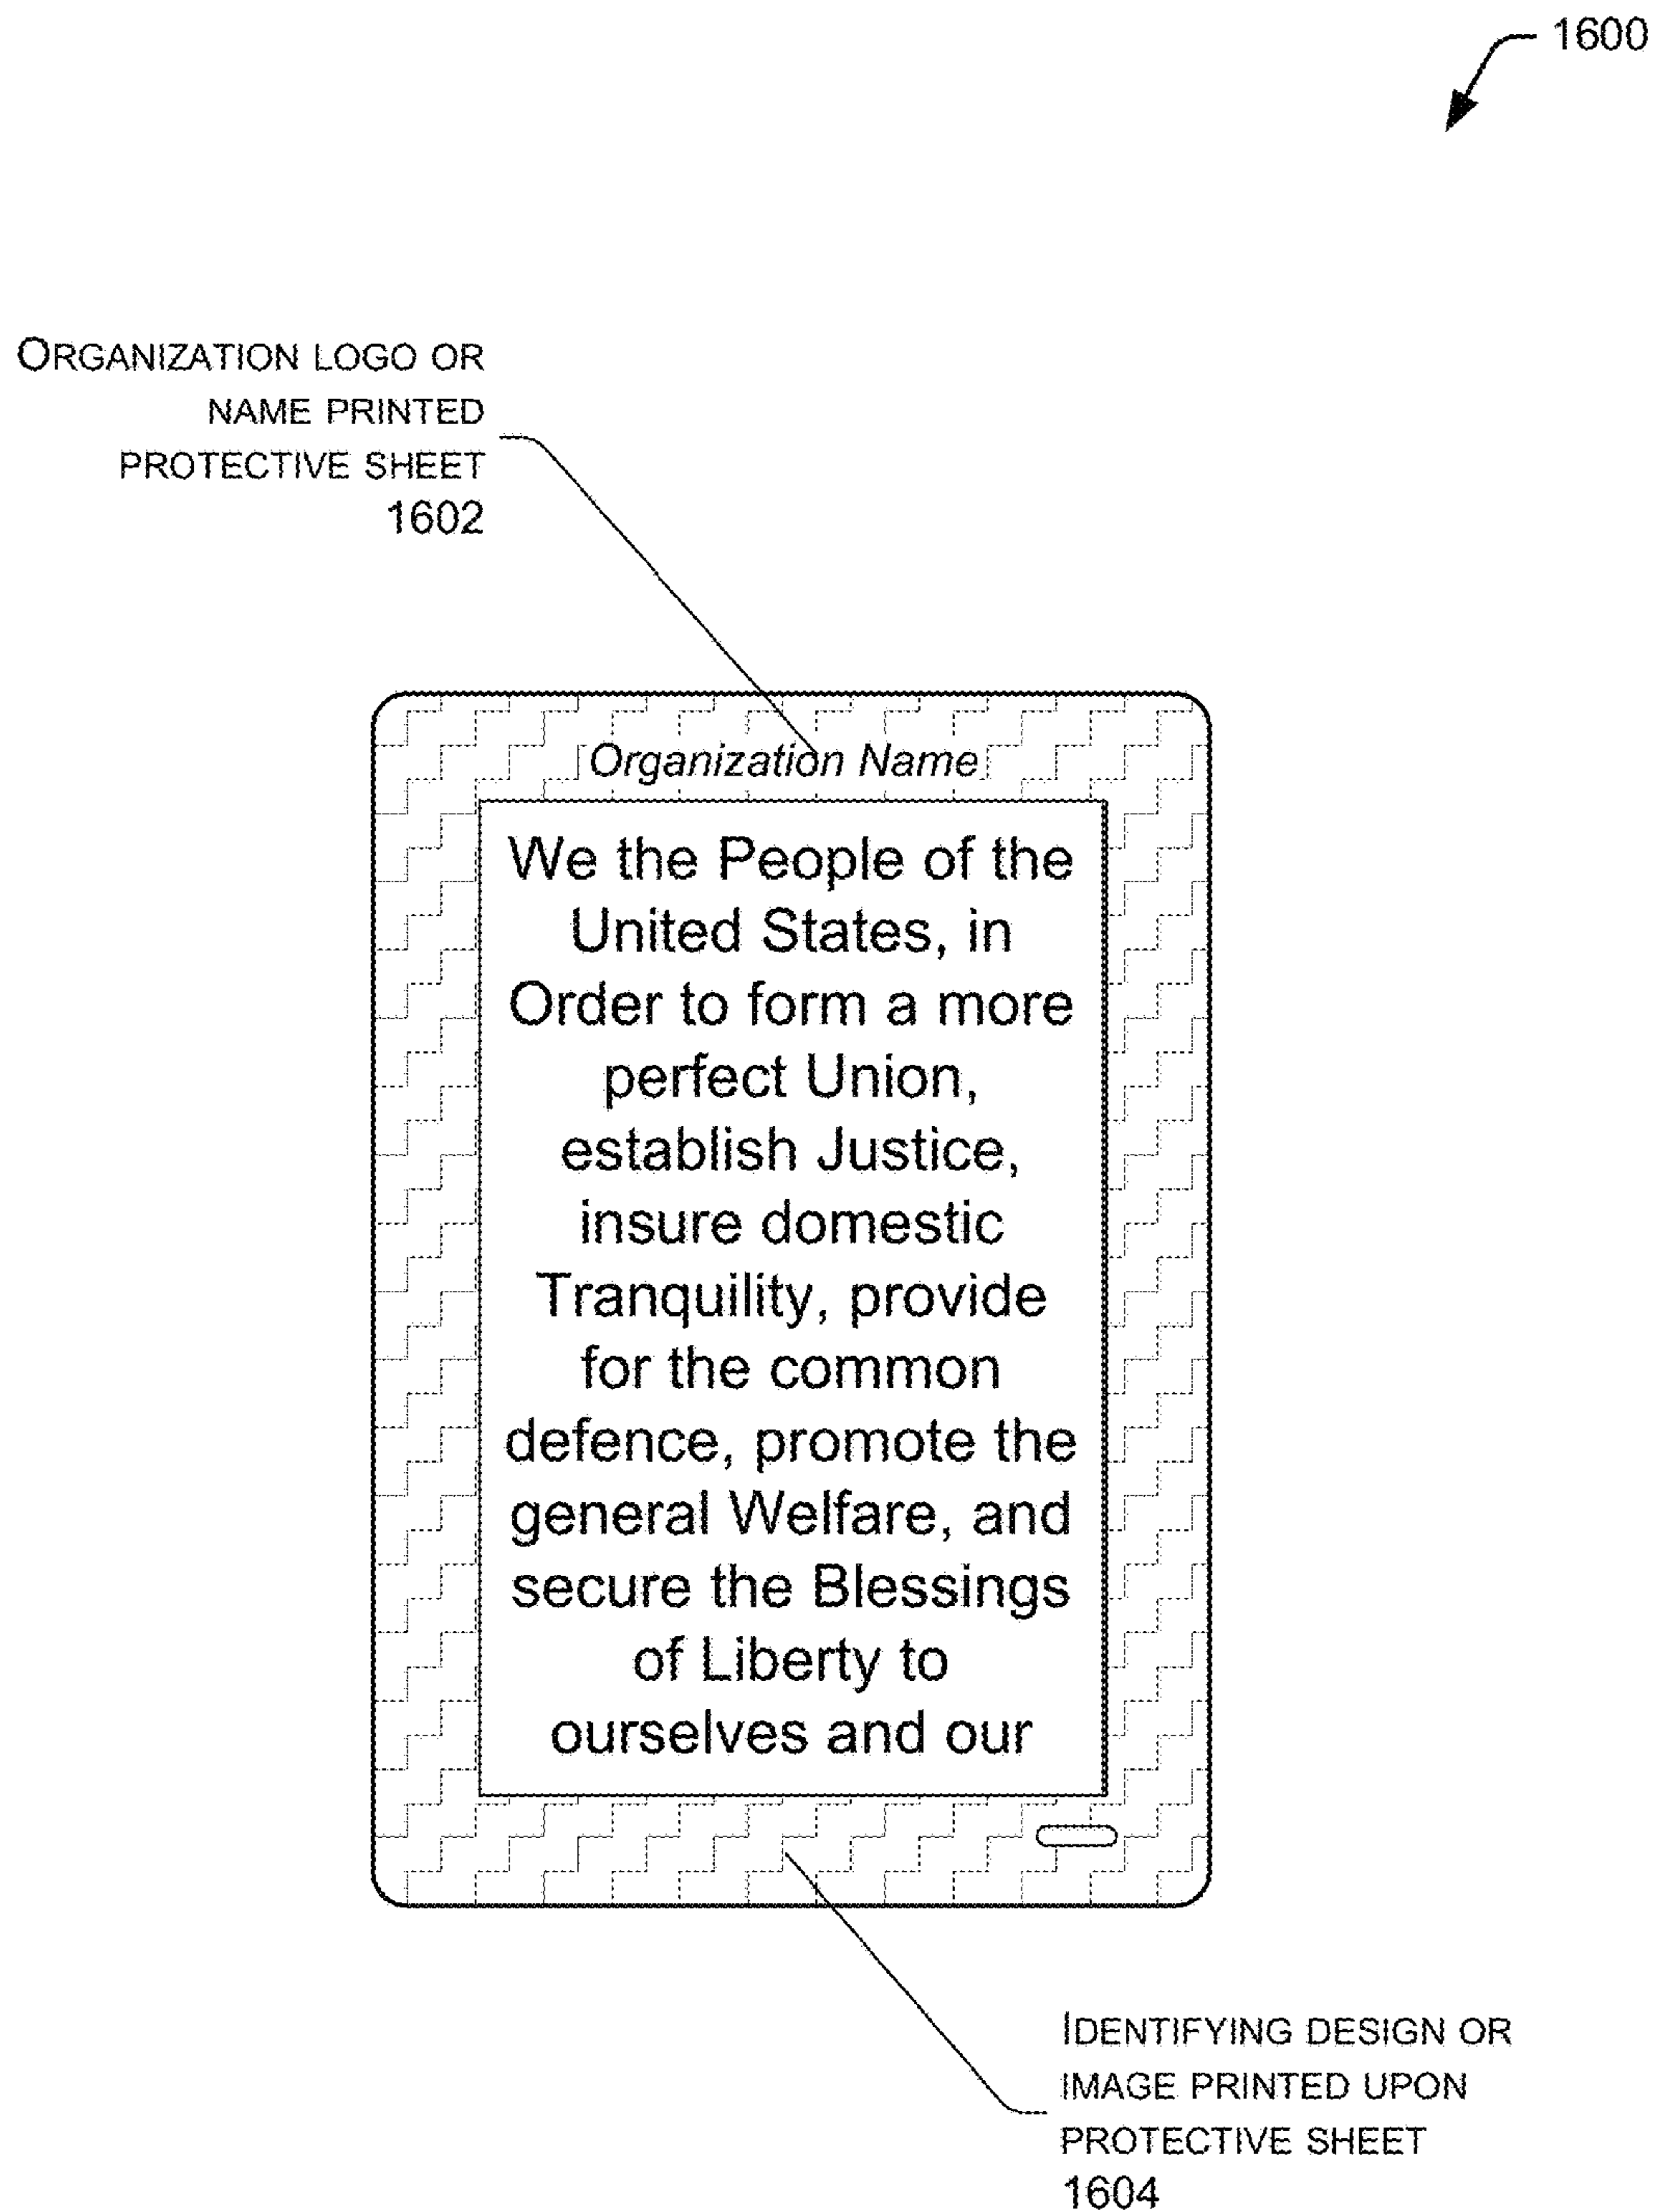 1600
ORGANIZATION LOGO OR
NAME PRINTED
PROTECTIVE SHEET
1602
Organization Name
We the People of the
United States, in
Order to form a more
perfect Union,
establish Justice,
insure domestic
Tranquility, provide
for the common
defence, promote the
general Welfare, and
secure the Blessings
of Liberty to
ourselves and our
IDENTIFYING DESIGN OR
IMAGE PRINTED UPON
PROTECTIVE SHEET
1604